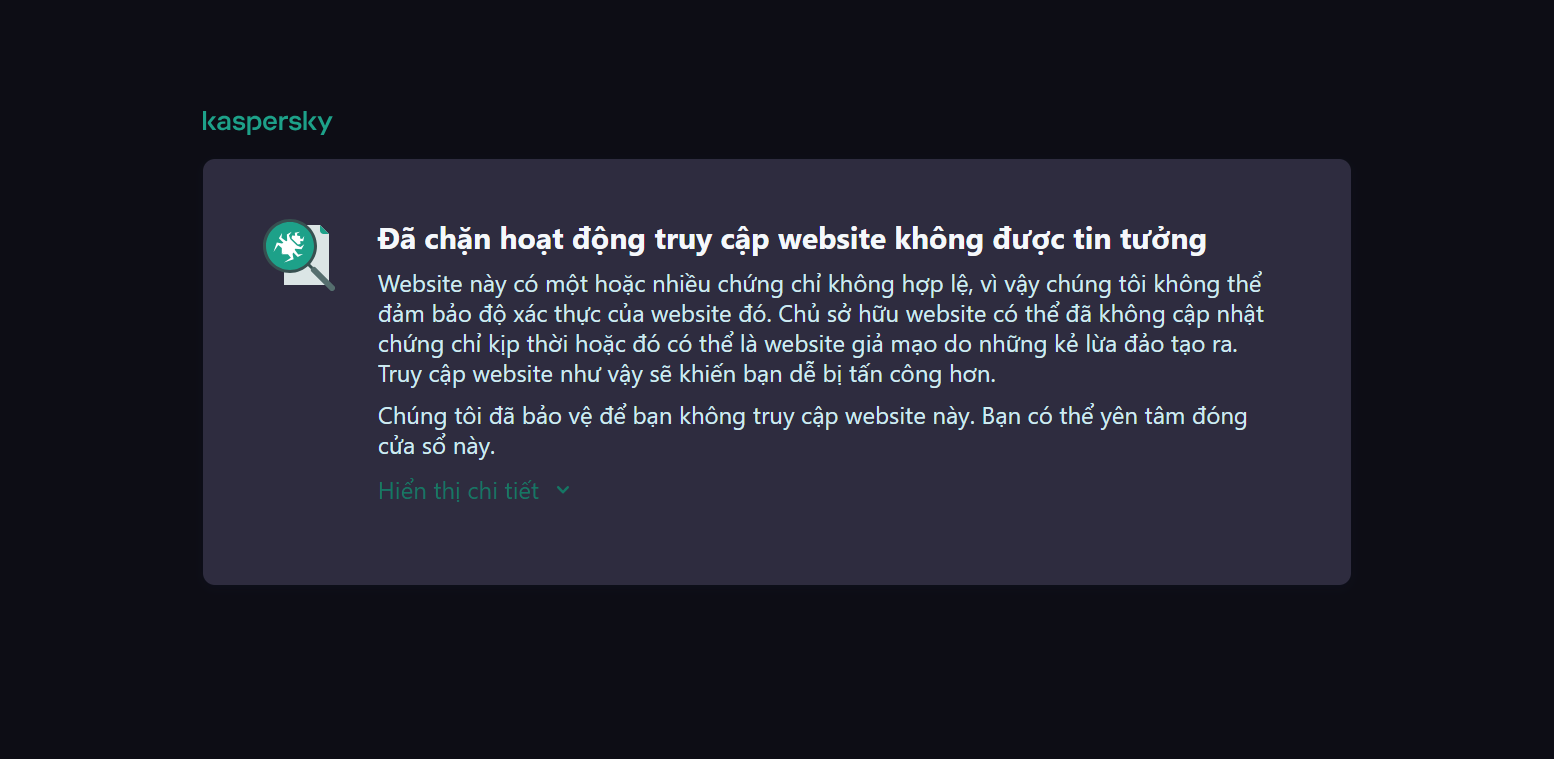 kaspersky
Đã chặn hoạt động truy cập website không được tin tưởng
Website này có một hoặc nhiều chứng chỉ không hợp lệ, vì vậy chúng tôi không thể
đảm bảo độ xác thực của website đó. Chủ sở hữu website có thể đã không cập nhật
chứng chỉ kịp thời hoặc đó có thể là website giả mạo do những kẻ lừa đảo tạo ra.
Truy cập website như vậy sẽ khiến bạn dễ bị tấn công hơn.
Chúng tôi đã bảo vệ để bạn không truy cập website này. Bạn có thể yên tâm đóng
cửa sổ này.
Hiển thị chi tiết